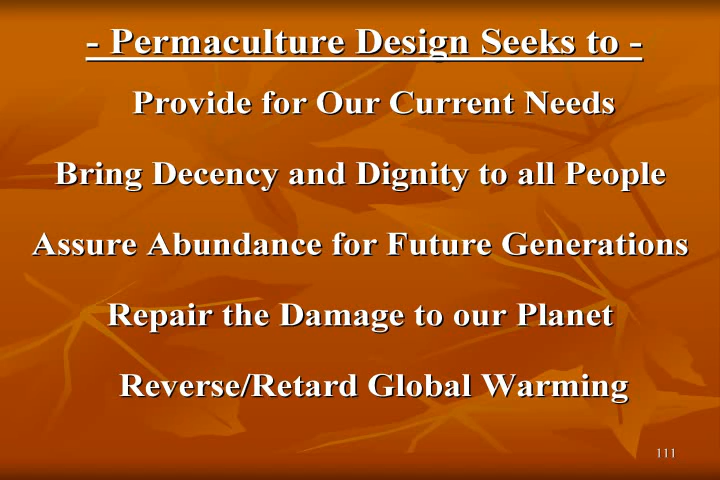 - Permaculture Design Seeks to -
Provide for Our Current Needs
Bring Decency and Dignity to all People
Assure Abundance for Future Generations
Repair the Damage to our Planet
Reverse/Retard Global Warming
111